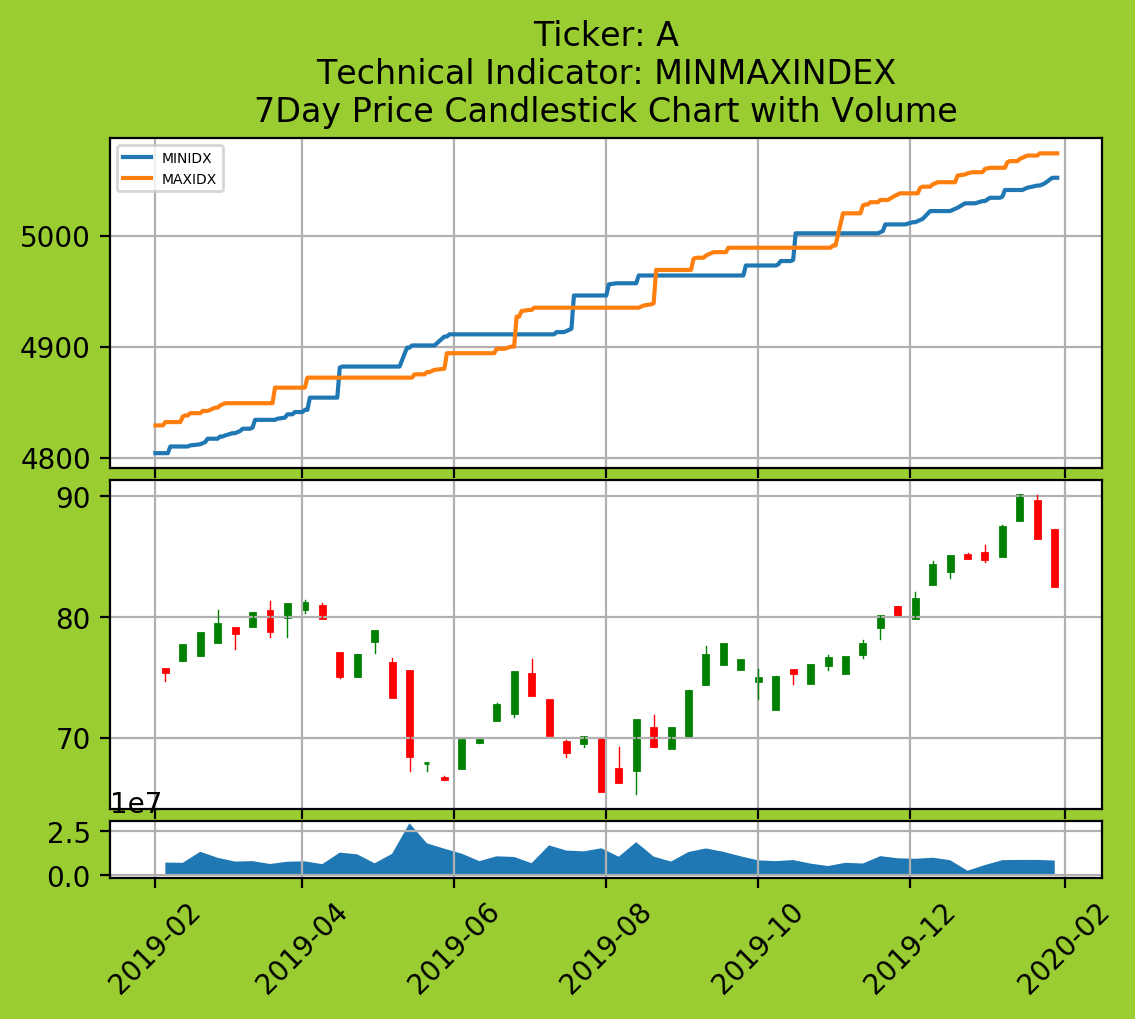 Ticker: A
Technical Indicator: MINMAXINDEX
7Day Price Candlestick Chart with Volume
MINIDX
MAXIDX
5000
4900
4800
90
80
70
1e7
2.5
0.0
2019-02
2019-04
2019-06
2019-08
2019-10
2019-12
2020-02